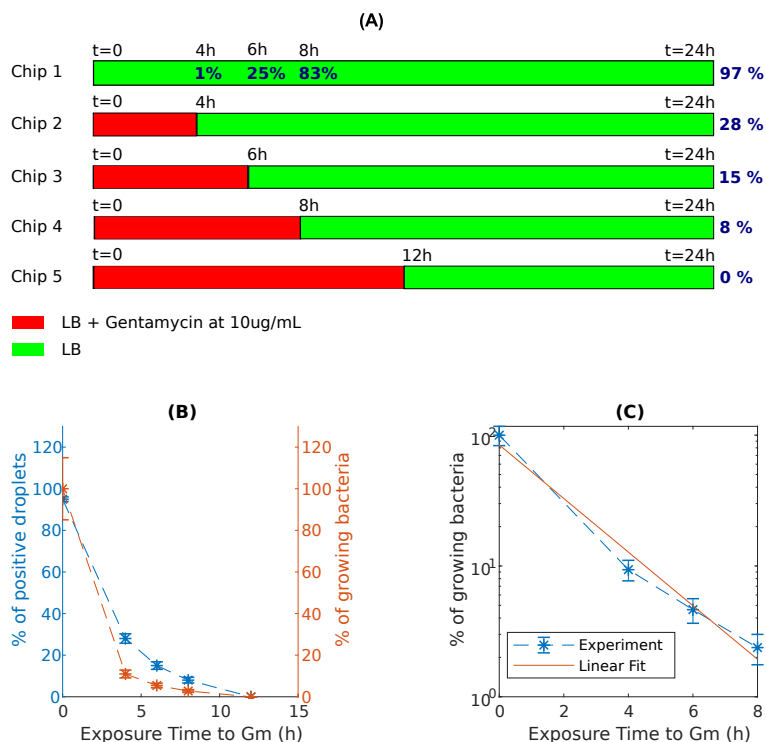 (A)
t=0 4h 6h 8h t=24h
Chip 1 1% 25% 83% 97 %
t=0 4h t=24h
Chip 2 28 %
t=0 6h t=24h
Chip 3 15 %
t=0 8h t=24h
Chip 4 8 %
t=0 12h t=24h
Chip 5 0 %
LB + Gentamycin at 10ug/mL
LB
(B)
% of positive droplets
120
100
80
60
40
20
0
0 5 10 15
Exposure Time to Gm (h)
120
100
80
60
40
20
0
% of growing bacteria
(C)
% of growing bacteria
10²
10¹
10⁰
Experiment
Linear Fit
0 2 4 6 8
Exposure Time to Gm (h)